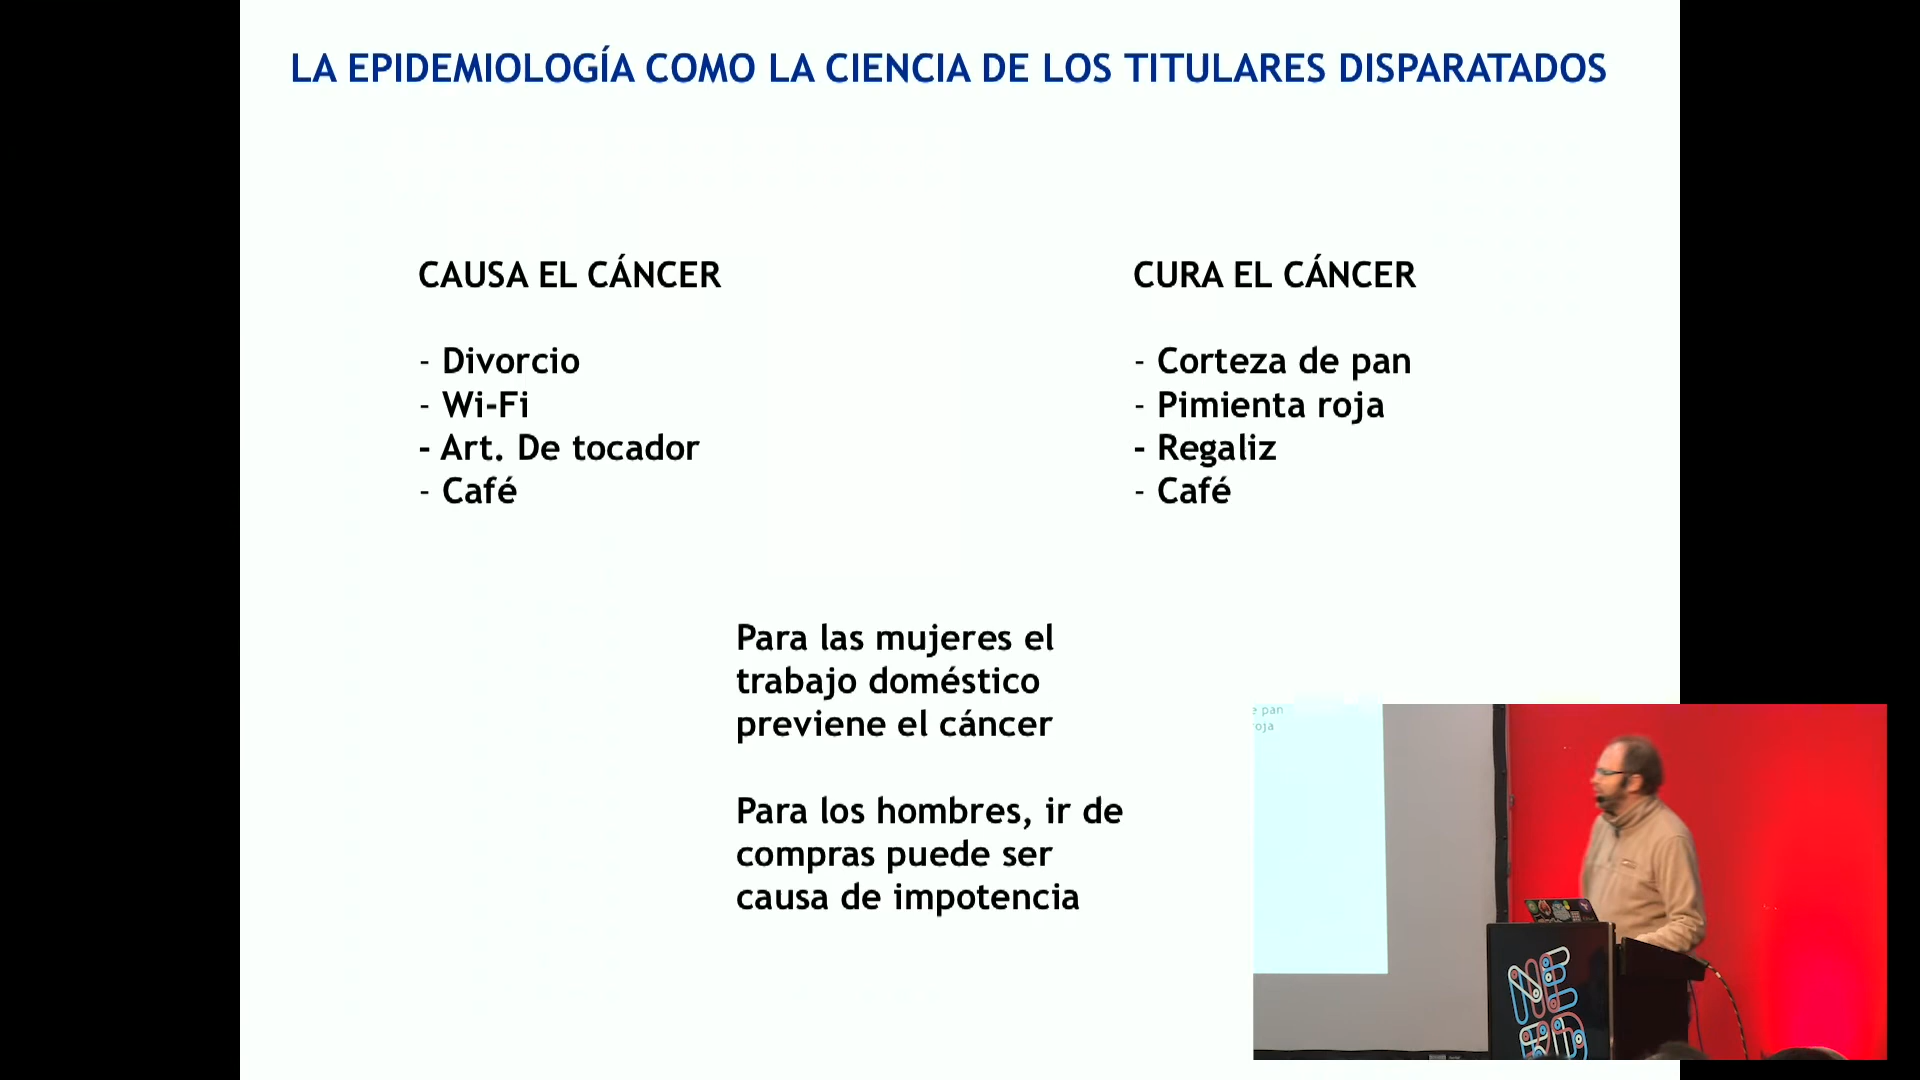 LA EPIDEMIOLOGÍA COMO LA CIENCIA DE LOS TITULARES DISPARATADOS
CAUSA EL CÁNCER
- Divorcio
- Wi-Fi
- Art. De tocador
- Café
CURA EL CÁNCER
- Corteza de pan
- Pimienta roja
- Regaliz
- Café
Para las mujeres el
trabajo doméstico
previene el cáncer
Para los hombres, ir de
compras puede ser
causa de impotencia
e pan
roja